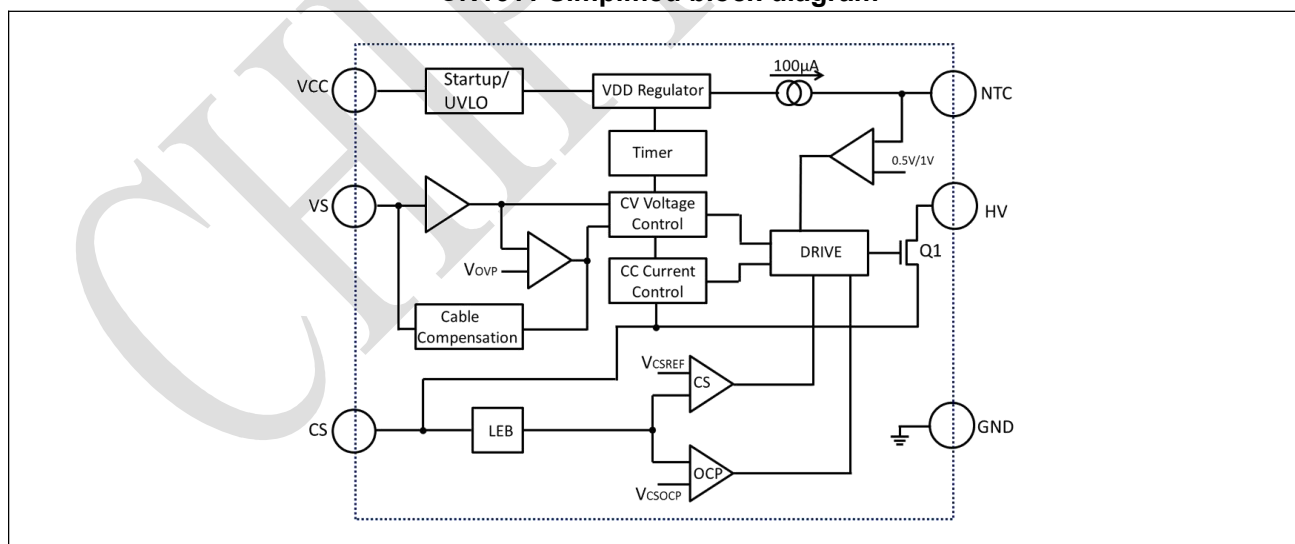 Simplified block diagram
VCC
Startup/
UVLO
VDD Regulator
100µA
NTC
Timer
0.5V/1V
VS
CV Voltage
Control
HV
VOVP
DRIVE
Q1
CC Current
Control
Cable
Compensation
VCSREF
CS
CS
LEB
GND
OCP
VCSOCP